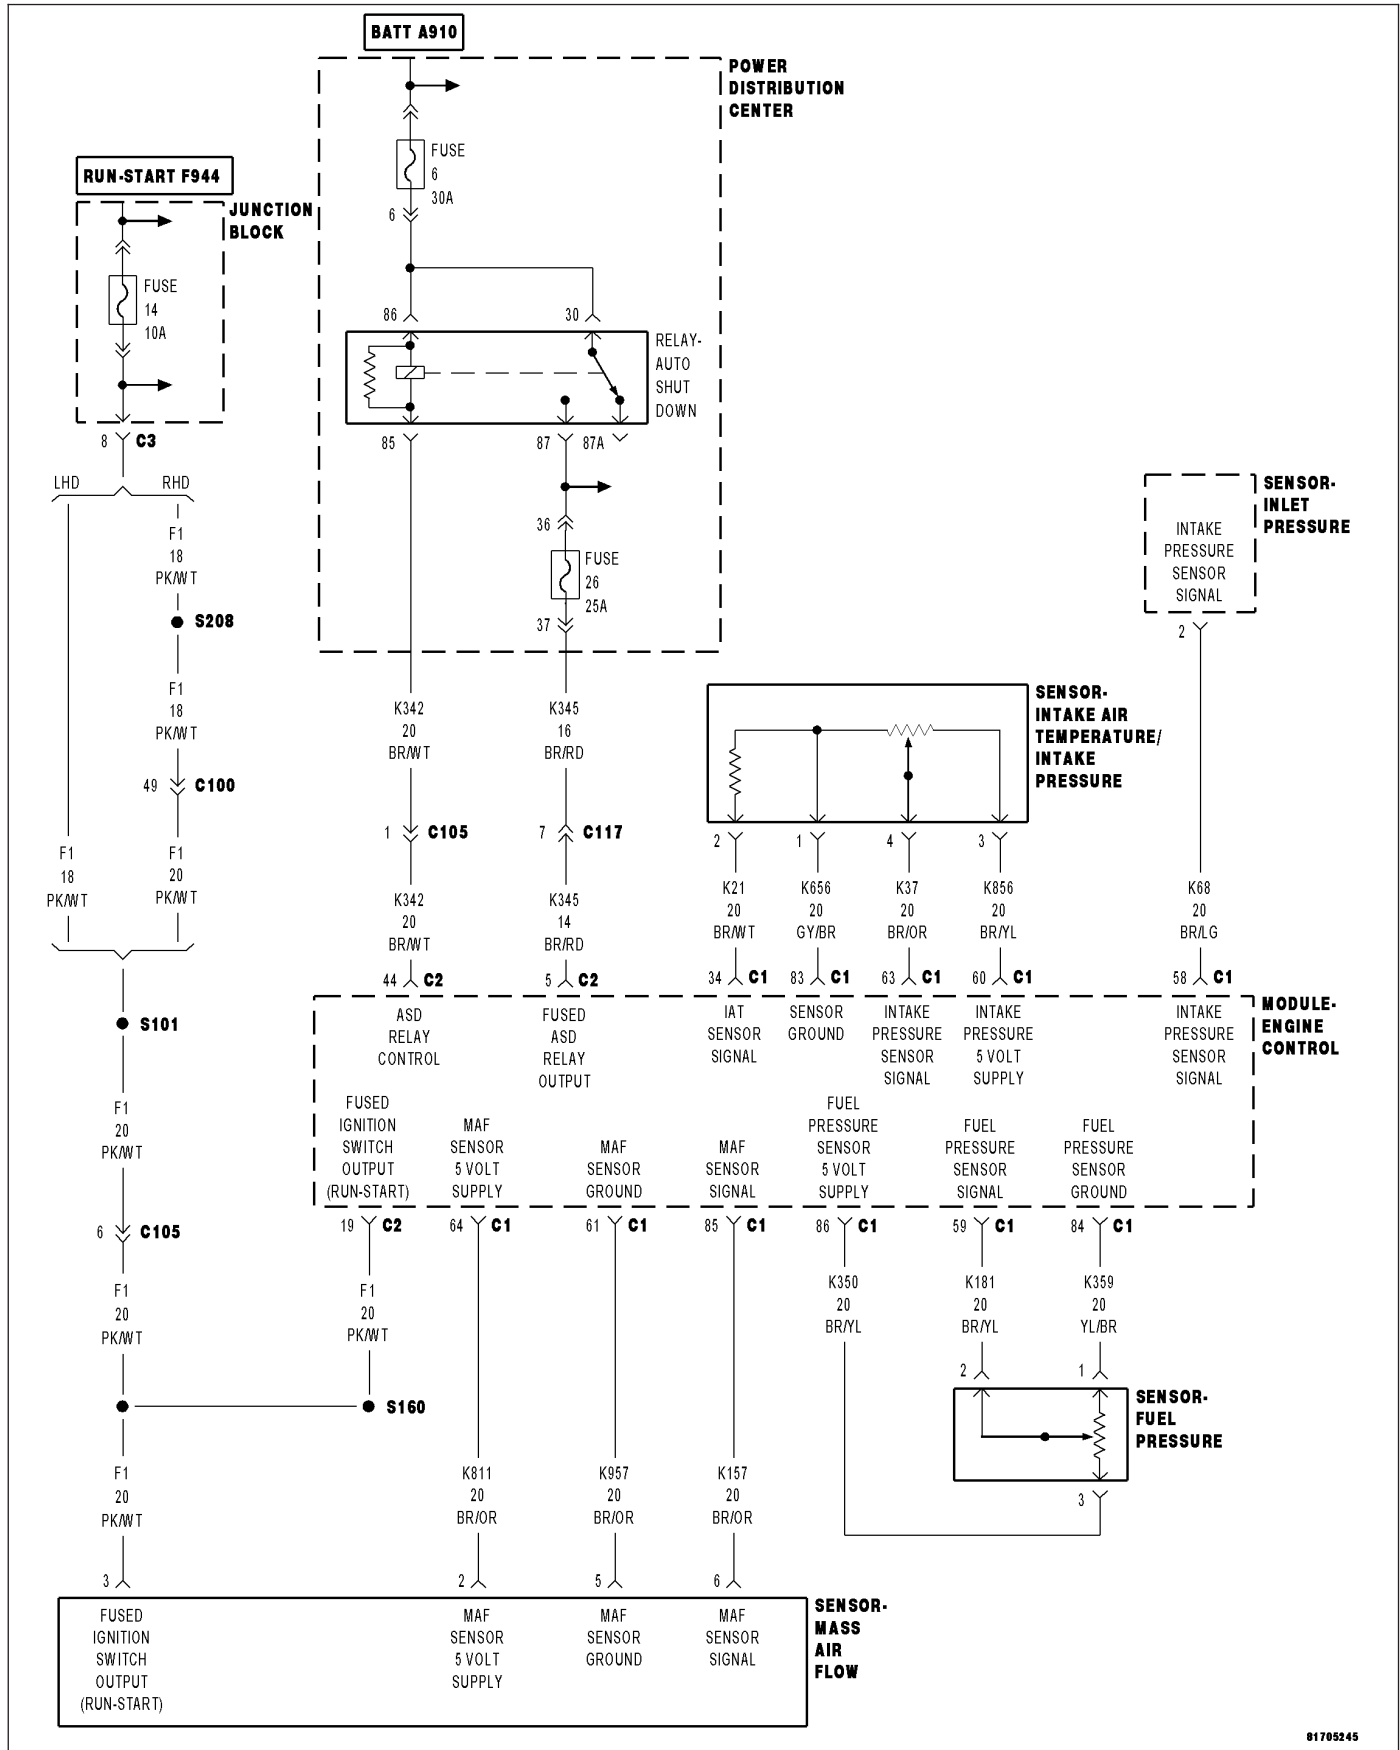 BATT A910
POWER
DISTRIBUTION
CENTER
FUSE
6
30A
6
RUN-START F944
JUNCTION
BLOCK
FUSE
14
10A
86
30
RELAY-
AUTO
SHUT
DOWN
8 C3
85
87
87A
LHD
RHD
F1
18
PK/WT
S208
36
FUSE
26
25A
37
SENSOR-
INLET
PRESSURE
INTAKE
PRESSURE
SENSOR
SIGNAL
2
F1
18
PK/WT
49 C100
K342
20
BR/WT
K345
16
BR/RD
SENSOR-
INTAKE AIR
TEMPERATURE/
INTAKE
PRESSURE
1 C105
7 C117
2
1
4
3
F1
18
PK/WT
F1
20
PK/WT
K342
20
BR/WT
K345
14
BR/RD
K21
20
BR/WT
K656
20
GY/BR
K37
20
BR/OR
K856
20
BR/YL
K68
20
BR/LG
44 C2
5 C2
34 C1
83 C1
63 C1
60 C1
58 C1
S101
ASD
RELAY
CONTROL
FUSED
ASD
RELAY
OUTPUT
IAT
SENSOR
SIGNAL
SENSOR
GROUND
INTAKE
PRESSURE
SENSOR
SIGNAL
INTAKE
PRESSURE
5 VOLT
SUPPLY
INTAKE
PRESSURE
SENSOR
SIGNAL
MODULE-
ENGINE
CONTROL
F1
20
PK/WT
FUSED
IGNITION
SWITCH
OUTPUT
(RUN-START)
MAF
SENSOR
5 VOLT
SUPPLY
MAF
SENSOR
GROUND
MAF
SENSOR
SIGNAL
FUEL
PRESSURE
SENSOR
5 VOLT
SUPPLY
FUEL
PRESSURE
SENSOR
SIGNAL
FUEL
PRESSURE
SENSOR
GROUND
6 C105
19 C2
64 C1
61 C1
85 C1
86 C1
59 C1
84 C1
F1
20
PK/WT
F1
20
PK/WT
K350
20
BR/YL
K181
20
BR/YL
K359
20
YL/BR
2
1
S160
SENSOR-
FUEL
PRESSURE
3
F1
20
PK/WT
K811
20
BR/OR
K957
20
BR/OR
K157
20
BR/OR
3
2
5
6
FUSED
IGNITION
SWITCH
OUTPUT
(RUN-START)
MAF
SENSOR
5 VOLT
SUPPLY
MAF
SENSOR
GROUND
MAF
SENSOR
SIGNAL
SENSOR-
MASS
AIR
FLOW
81705245